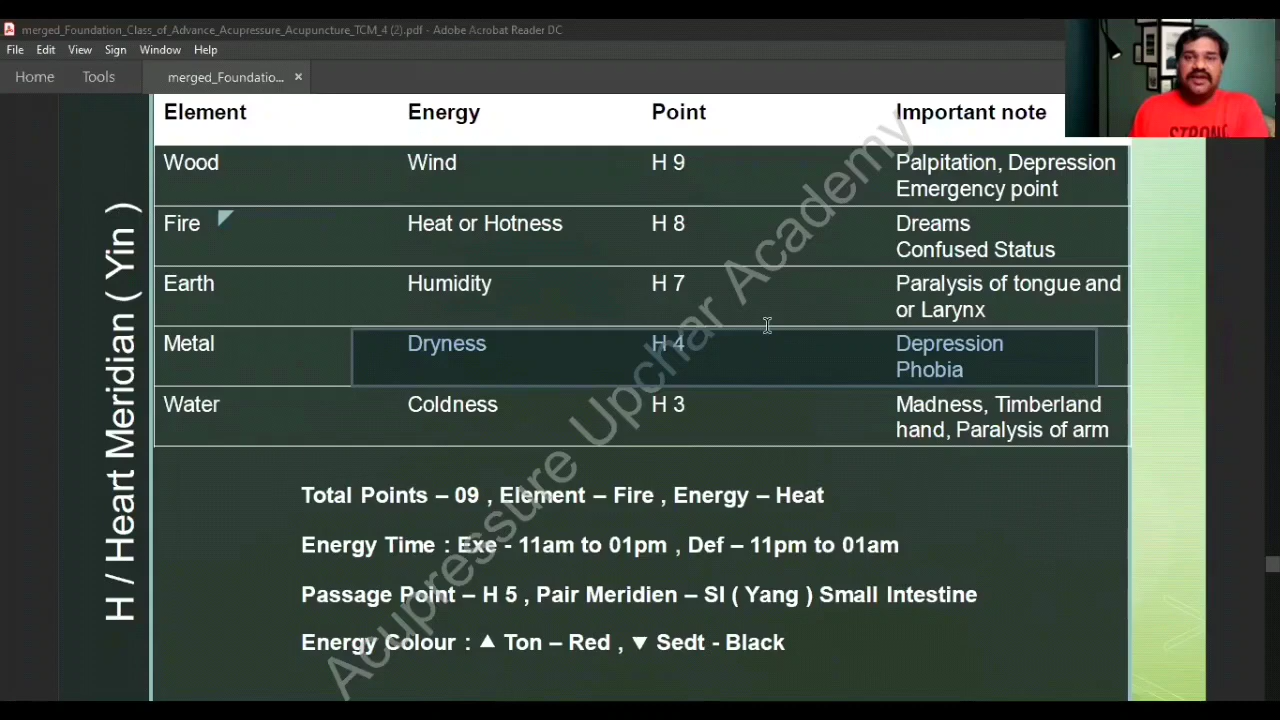 merged_Foundation_Class_of_Advance_Acupressure_Acupuncture_TCM_4 (2).pdf - Adobe Acrobat Reader DC
File Edit View Sign Window Help
Home Tools merged_Foundatio... ×
STRONG
Element Energy Point Important note
Wood Wind H 9 Palpitation, Depression
Emergency point
Fire Heat or Hotness H 8 Dreams
Confused Status
Earth Humidity H 7 Paralysis of tongue and
or Larynx
Metal Dryness H 4 Depression
Phobia
Water Coldness H 3 Madness, Timberland
hand, Paralysis of arm
H / Heart Meridian ( Yin )
Total Points – 09 , Element – Fire , Energy – Heat
Energy Time : Exe - 11am to 01pm , Def – 11pm to 01am
Passage Point – H 5 , Pair Meridien – SI ( Yang ) Small Intestine
Energy Colour : ▲ Ton – Red , ▼ Sedt - Black
Acupressure Upchar Academy